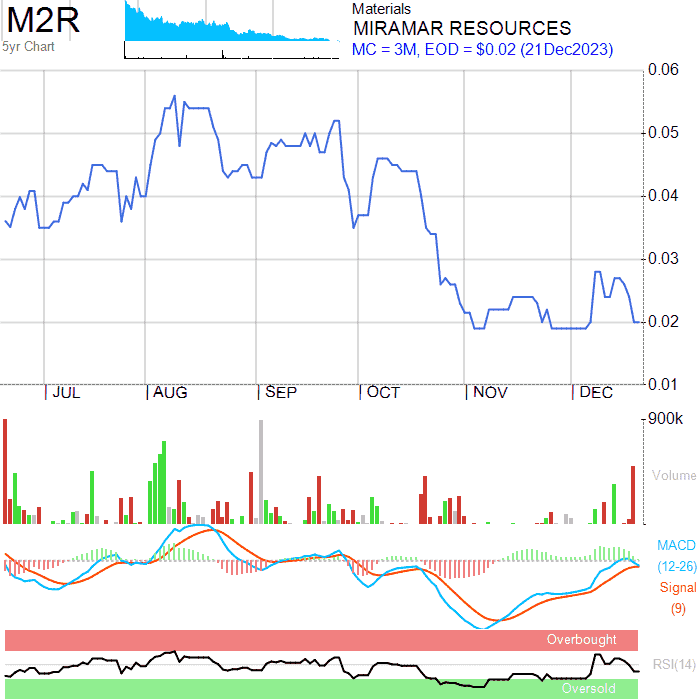 M2R
5yr Chart
Materials
MIRAMAR RESOURCES
MC = 3M, EOD = $0.02 (21Dec2023)
0.06
0.05
0.04
0.03
0.02
0.01
JUL AUG SEP OCT NOV DEC
900k
Volume
MACD
(12-26)
Signal
(9)
Overbought
RSI(14)
Oversold